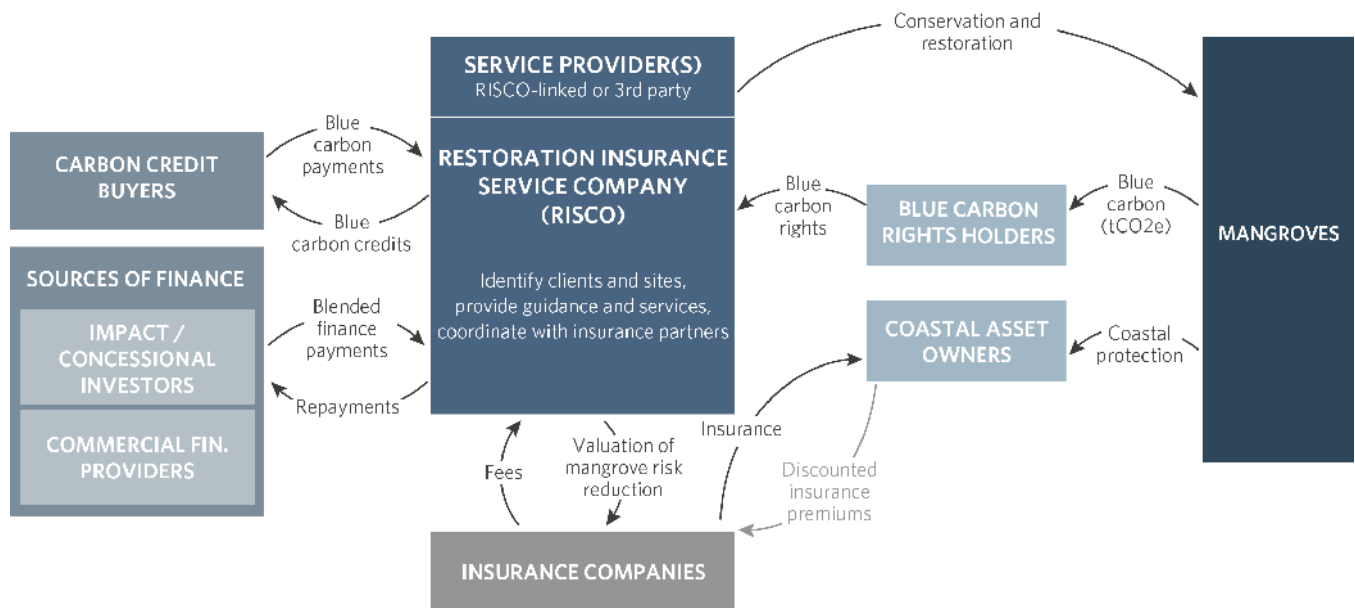 Conservation and
restoration
SERVICE PROVIDER(S)
RISCO-linked or 3rd party
CARBON CREDIT
BUYERS
Blue
carbon
payments
Blue
carbon credits
RESTORATION INSURANCE
SERVICE COMPANY
(RISCO)
Identify clients and sites,
provide guidance and services,
coordinate with insurance partners
Blue
carbon
rights
BLUE CARBON
RIGHTS HOLDERS
Blue
carbon
(tCO2e)
MANGROVES
SOURCES OF FINANCE
IMPACT /
CONCESSIONAL
INVESTORS
COMMERCIAL FIN.
PROVIDERS
Blended
finance
payments
Repayments
COASTAL ASSET
OWNERS
Coastal
protection
Fees
Valuation of
mangrove risk
reduction
Insurance
Discounted
insurance
premiums
INSURANCE COMPANIES